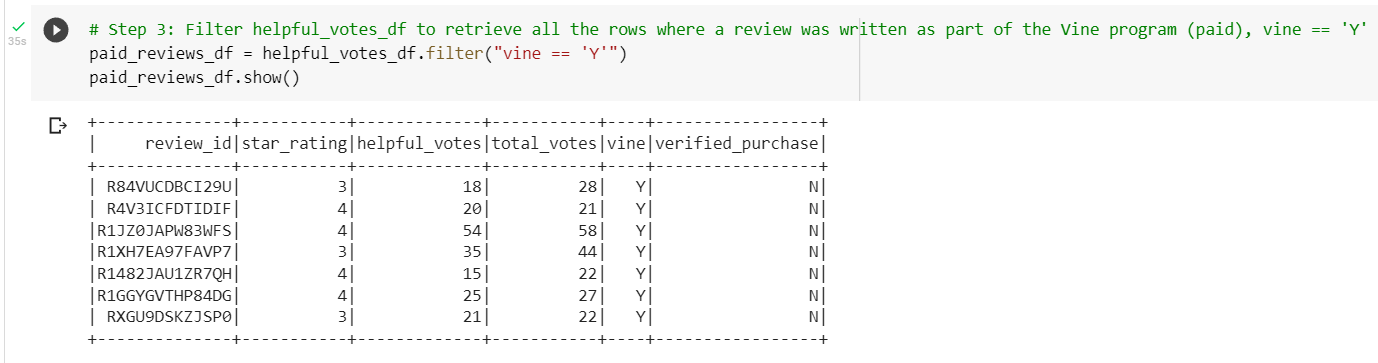 # Step 3: Filter helpful_votes_df to retrieve all the rows where a review was written as part of the Vine program (paid), vine == 'Y'
35s
paid_reviews_df = helpful_votes_df.filter("vine == 'Y'")
paid_reviews_df.show()
+--------------+-----------+-------------+-----------+----+-----------------+
|     review_id|star_rating|helpful_votes|total_votes|vine|verified_purchase|
+--------------+-----------+-------------+-----------+----+-----------------+
| R84VUCDBCI29U|          3|           18|         28|   Y|                N|
| R4V3ICFDTIDIF|          4|           20|         21|   Y|                N|
|R1JZ0JAPW83WFS|          4|           54|         58|   Y|                N|
|R1XH7EA97FAVP7|          3|           35|         44|   Y|                N|
|R1482JAU1ZR7QH|          4|           15|         22|   Y|                N|
|R1GGYGVTHP84DG|          4|           25|         27|   Y|                N|
| RXGU9DSKZJSP0|          3|           21|         22|   Y|                N|
+--------------+-----------+-------------+-----------+----+-----------------+